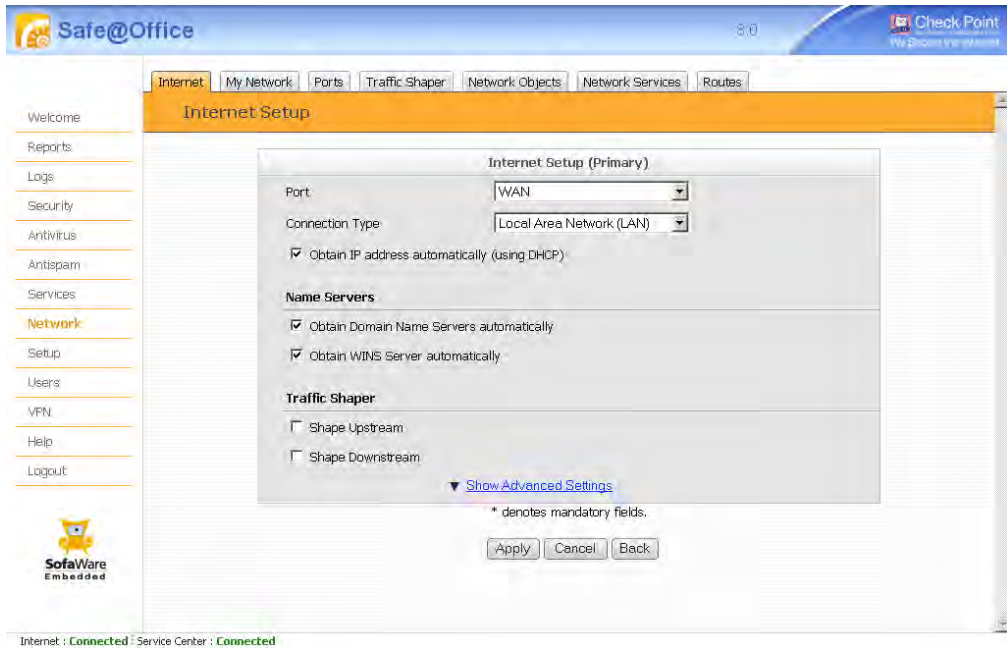 Safe@Office
8.0
Check Point
We Secure the Internet
Internet
My Network
Ports
Traffic Shaper
Network Objects
Network Services
Routes
Internet Setup
Welcome
Reports
Logs
Security
Antivirus
Antispam
Services
Network
Setup
Users
VPN
Help
Logout
SofaWare
Embedded
Internet Setup (Primary)
Port WAN
Connection Type Local Area Network (LAN)
Obtain IP address automatically (using DHCP)
Name Servers
Obtain Domain Name Servers automatically
Obtain WINS Server automatically
Traffic Shaper
Shape Upstream
Shape Downstream
Show Advanced Settings
* denotes mandatory fields.
Apply Cancel Back
Internet : Connected Service Center : Connected